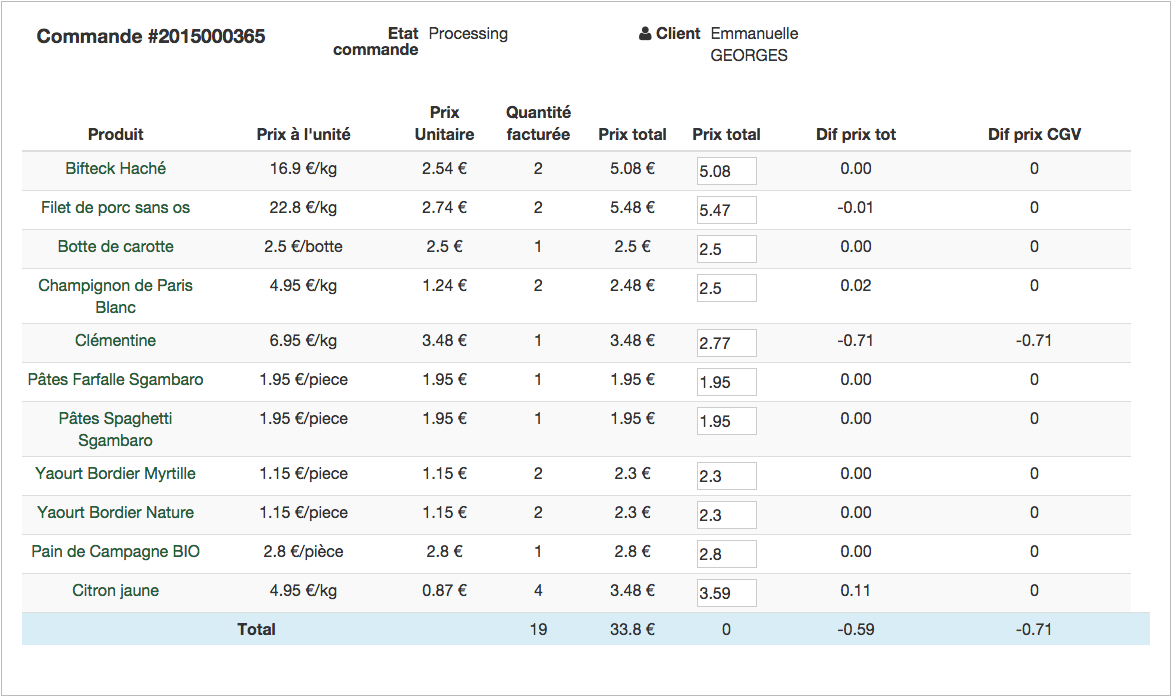 Commande #2015000365
Etat commande Processing
Client Emmanuelle GEORGES
Produit Prix à l'unité Prix Unitaire Quantité facturée Prix total Prix total Dif prix tot Dif prix CGV
Bifteck Haché 16.9 €/kg 2.54 € 2 5.08 € 5.08 0.00 0
Filet de porc sans os 22.8 €/kg 2.74 € 2 5.48 € 5.47 -0.01 0
Botte de carotte 2.5 €/botte 2.5 € 1 2.5 € 2.5 0.00 0
Champignon de Paris Blanc 4.95 €/kg 1.24 € 2 2.48 € 2.5 0.02 0
Clémentine 6.95 €/kg 3.48 € 1 3.48 € 2.77 -0.71 -0.71
Pâtes Farfalle Sgambaro 1.95 €/piece 1.95 € 1 1.95 € 1.95 0.00 0
Pâtes Spaghetti Sgambaro 1.95 €/piece 1.95 € 1 1.95 € 1.95 0.00 0
Yaourt Bordier Myrtille 1.15 €/piece 1.15 € 2 2.3 € 2.3 0.00 0
Yaourt Bordier Nature 1.15 €/piece 1.15 € 2 2.3 € 2.3 0.00 0
Pain de Campagne BIO 2.8 €/pièce 2.8 € 1 2.8 € 2.8 0.00 0
Citron jaune 4.95 €/kg 0.87 € 4 3.48 € 3.59 0.11 0
Total 19 33.8 € 0 -0.59 -0.71